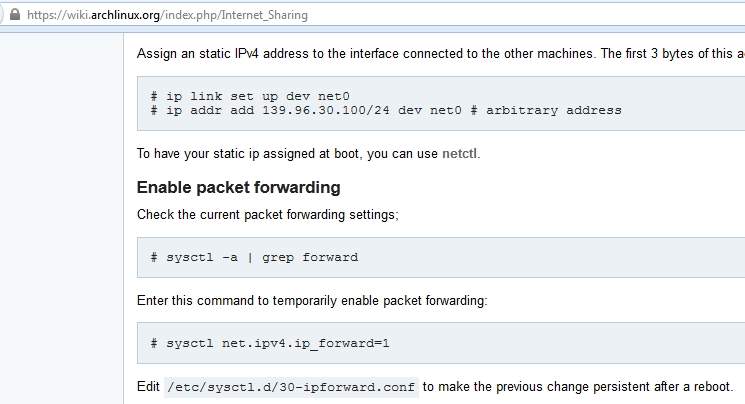 https://wiki.archlinux.org/index.php/Internet_Sharing
Assign an static IPv4 address to the interface connected to the other machines. The first 3 bytes of this a
# ip link set up dev net0
# ip addr add 139.96.30.100/24 dev net0 # arbitrary address
To have your static ip assigned at boot, you can use netctl.
Enable packet forwarding
Check the current packet forwarding settings;
# sysctl -a | grep forward
Enter this command to temporarily enable packet forwarding:
# sysctl net.ipv4.ip_forward=1
Edit /etc/sysctl.d/30-ipforward.conf to make the previous change persistent after a reboot.